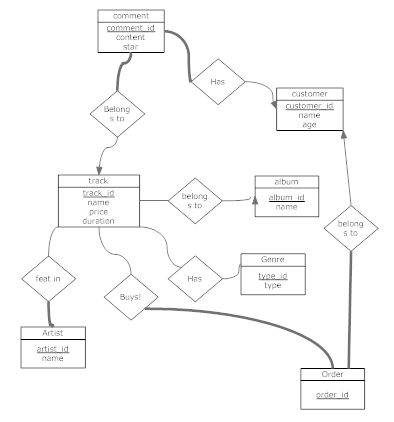 comment
comment_id
content
star
Has
customer
customer_id
name
age
Belong
s to
track
track_id
name
price
duration
belong
s to
album
album_id
name
belong
s to
feat in
Buys!
Has
Genre
type_id
type
Artist
artist_id
name
Order
order_id